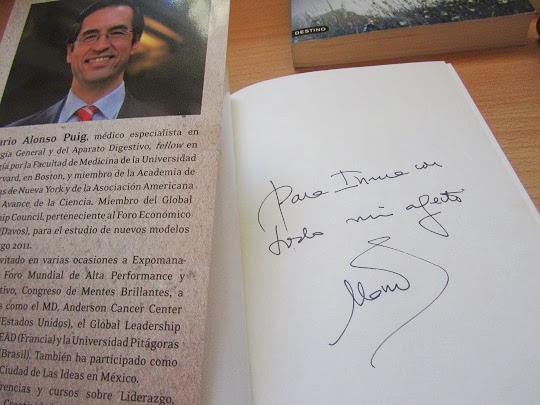 DESTINO
ario Alonso Puig, médico especialista en
gía General y del Aparato Digestivo, fellow en
gía por la Facultad de Medicina de la Universidad
rvard, en Boston, y miembro de la Academia de
as de Nueva York y de la Asociación Americana
Avance de la Ciencia. Miembro del Global
hip Council, perteneciente al Foro Económico
(Davos), para el estudio de nuevos modelos
zgo 2011.
vitado en varias ocasiones a Expomana-
Foro Mundial de Alta Performance y
tivo, Congreso de Mentes Brillantes, a
s como el MD, Anderson Cancer Center
(Estados Unidos), el Global Leadership
EAD (Francia) y la Universidad Pitágoras
(Brasil). También ha participado como
Ciudad de Las Ideas en México.
erencias y cursos sobre Liderazgo,
Para Inma con
todo mi afecto
Mario